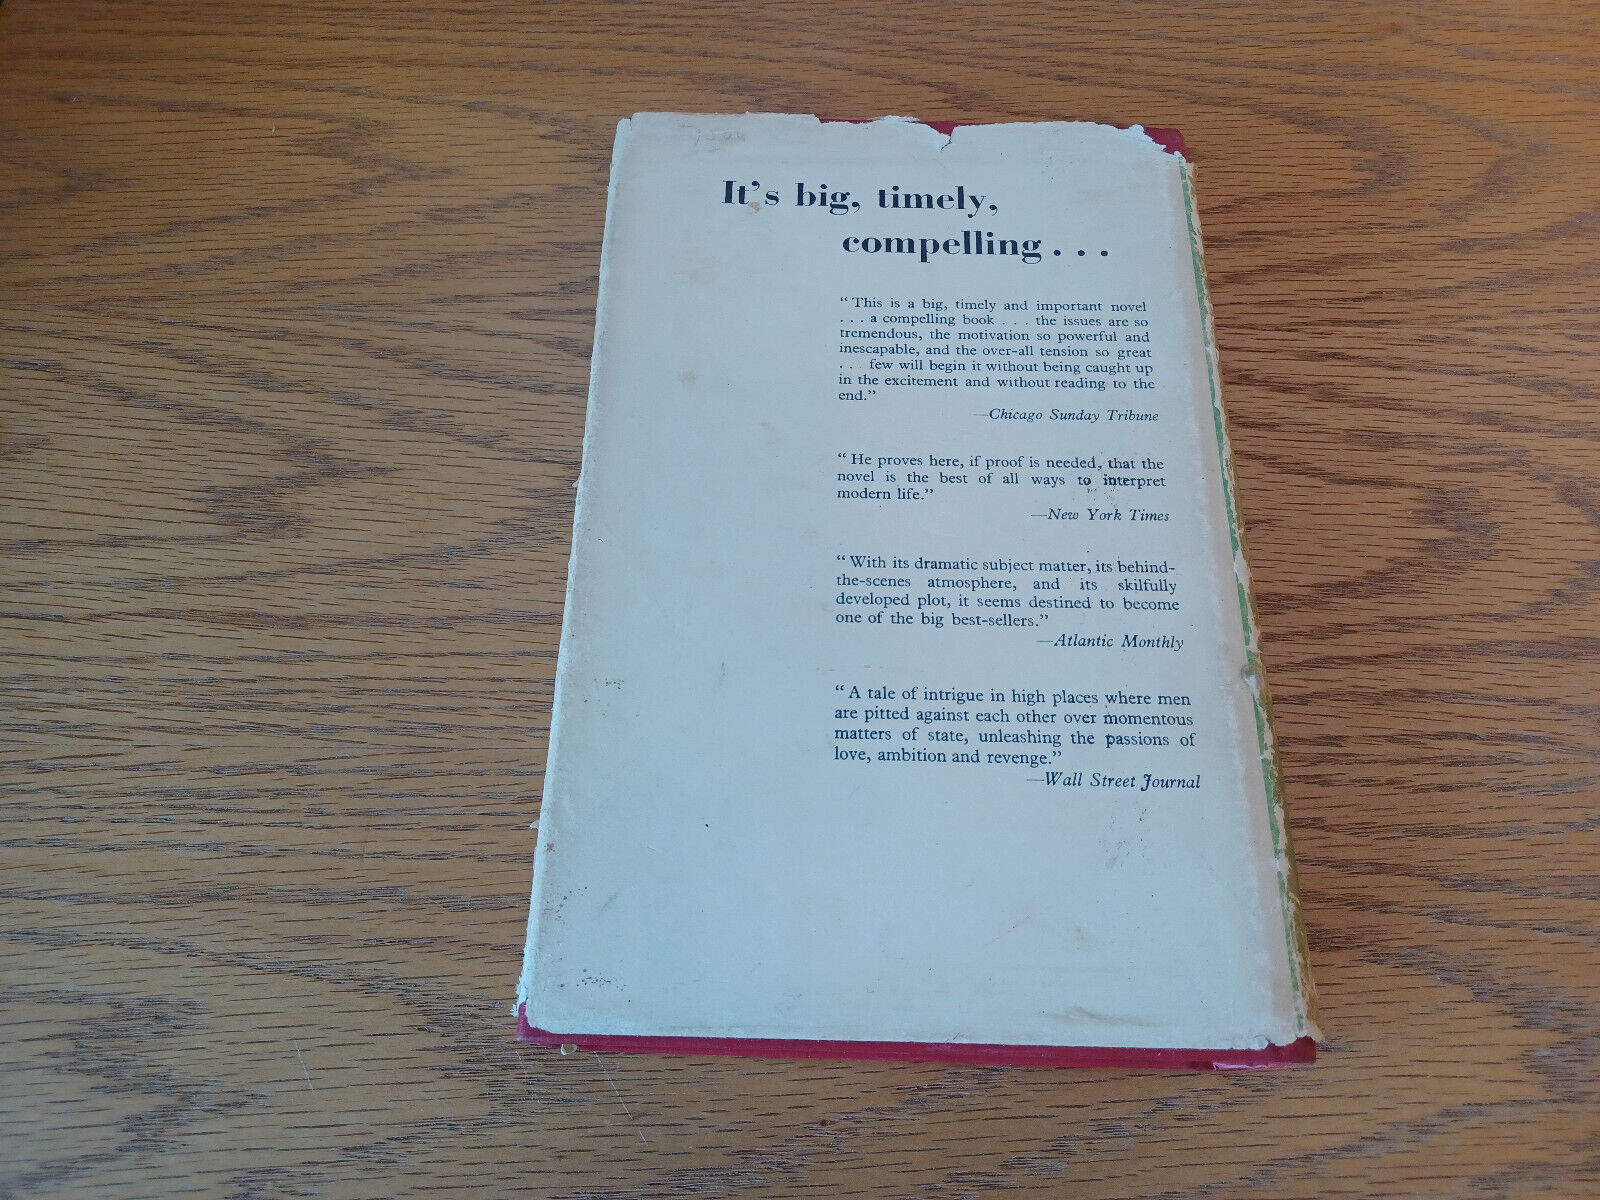 It's big, timely,
compelling . . .
“This is a big, timely and important novel
. . . a compelling book . . . the issues are so
tremendous, the motivation so powerful and
inescapable, and the over-all tension so great
. . few will begin it without being caught up
in the excitement and without reading to the
end.”
—Chicago Sunday Tribune
“He proves here, if proof is needed, that the
novel is the best of all ways to interpret
modern life.”
—New York Times
“With its dramatic subject matter, its behind-
the-scenes atmosphere, and its skilfully
developed plot, it seems destined to become
one of the big best-sellers.”
—Atlantic Monthly
“A tale of intrigue in high places where men
are pitted against each other over momentous
matters of state, unleashing the passions of
love, ambition and revenge.”
—Wall Street Journal